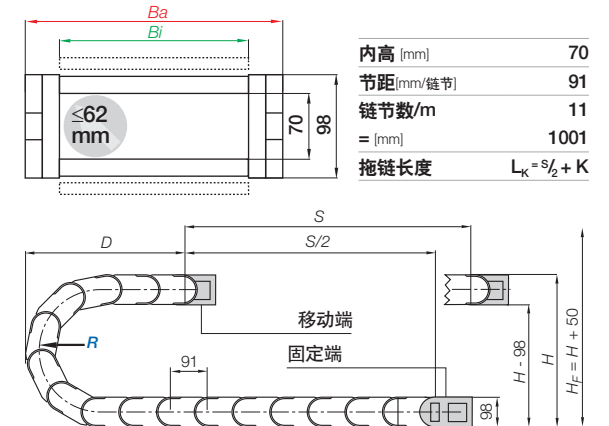 Ba
Bi
≤62
mm
70
98
内高 [mm] 70
节距[mm/链节] 91
链节数/m 11
= [mm] 1001
拖链长度 LK = S/2 + K
S
S/2
D
移动端
R
91
固定端
98
H - 98
H
HF = H + 50